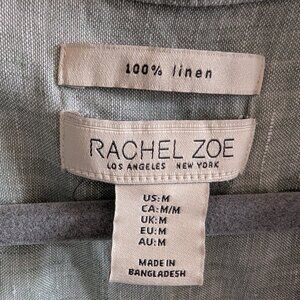 100% linen
RACHEL ZOE
LOS ANGELES NEW YORK
US:M
CA:M/M
UK:M
EU:M
AU:M
MADE IN
BANGLADESH